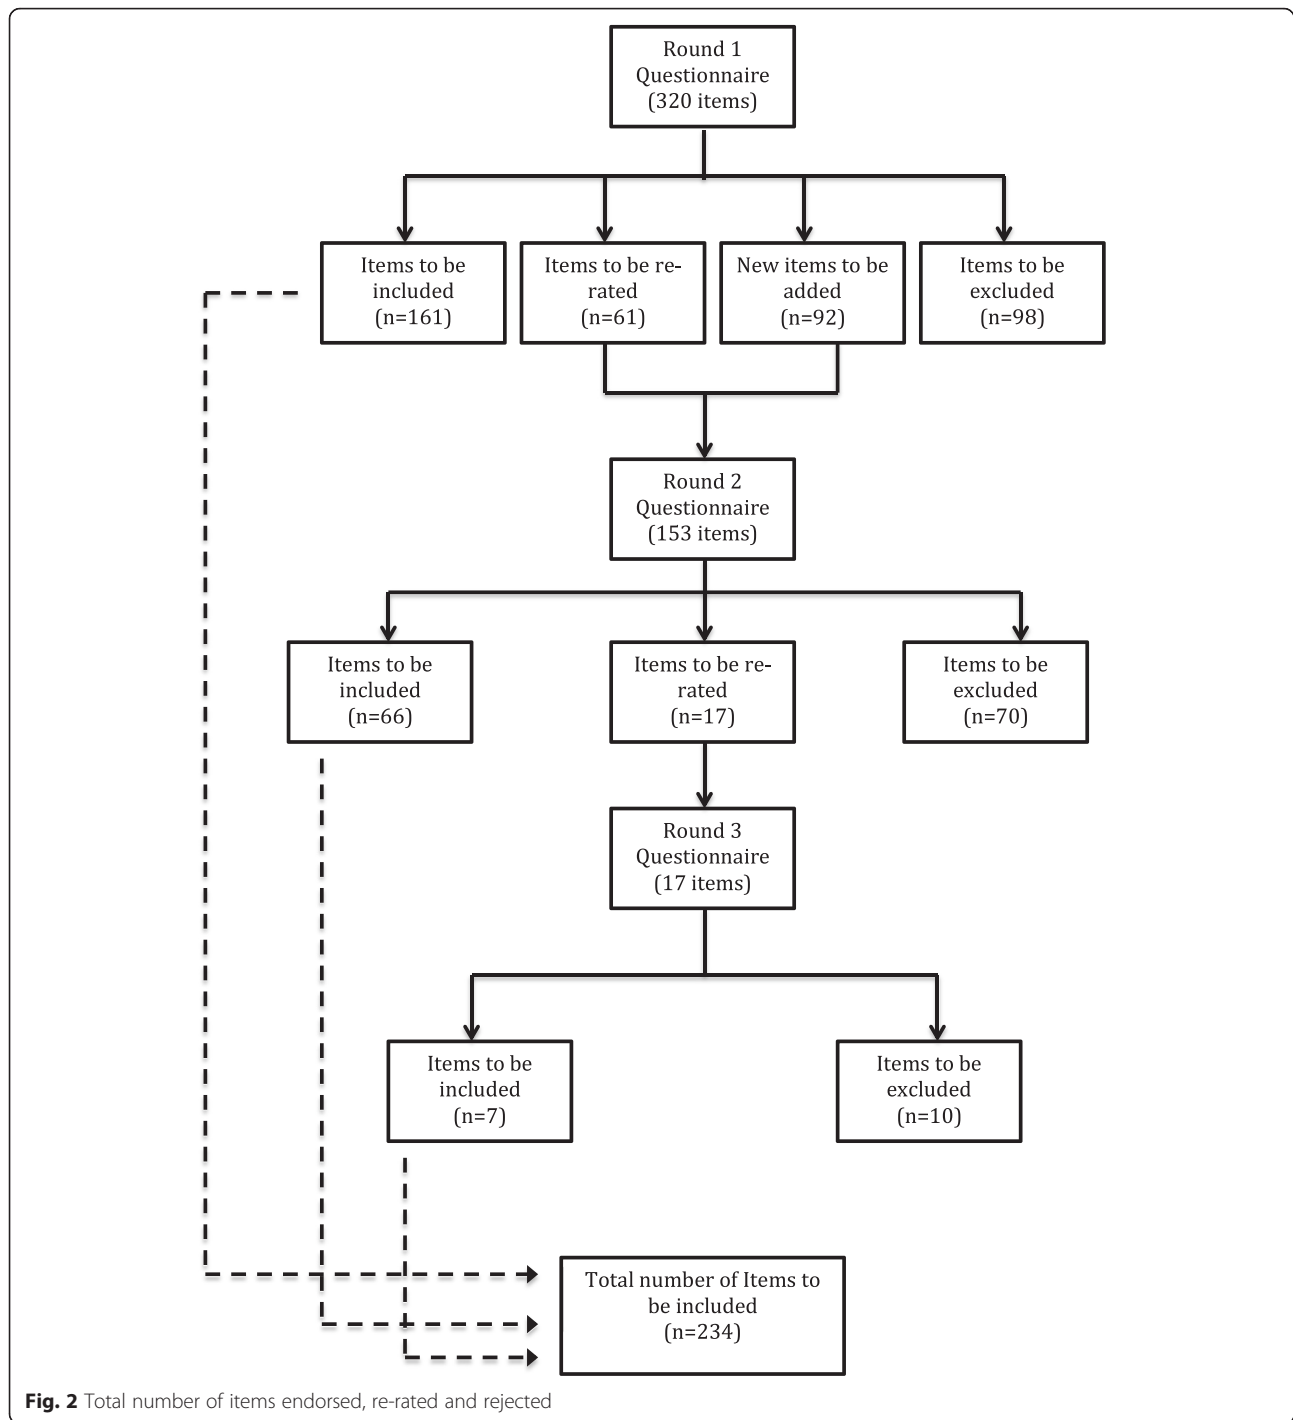 Round 1
Questionnaire
(320 items)
Items to be
included
(n=161)
Items to be re-
rated
(n=61)
New items to be
added
(n=92)
Items to be
excluded
(n=98)
Round 2
Questionnaire
(153 items)
Items to be
included
(n=66)
Items to be re-
rated
(n=17)
Items to be
excluded
(n=70)
Round 3
Questionnaire
(17 items)
Items to be
included
(n=7)
Items to be
excluded
(n=10)
Total number of Items to
be included
(n=234)
Fig. 2 Total number of items endorsed, re-rated and rejected